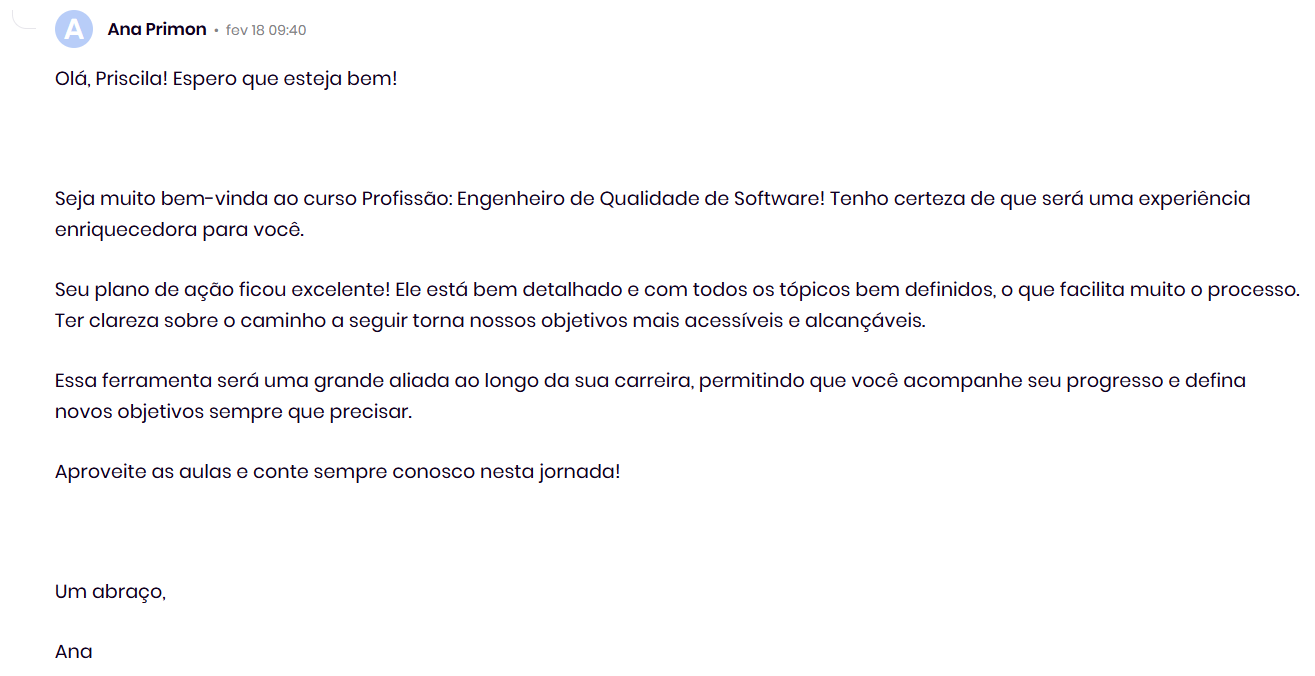 A
Ana Primon • fev 18 09:40
Olá, Priscila! Espero que esteja bem!
Seja muito bem-vinda ao curso Profissão: Engenheiro de Qualidade de Software! Tenho certeza de que será uma experiência
enriquecedora para você.
Seu plano de ação ficou excelente! Ele está bem detalhado e com todos os tópicos bem definidos, o que facilita muito o processo.
Ter clareza sobre o caminho a seguir torna nossos objetivos mais acessíveis e alcançáveis.
Essa ferramenta será uma grande aliada ao longo da sua carreira, permitindo que você acompanhe seu progresso e defina
novos objetivos sempre que precisar.
Aproveite as aulas e conte sempre conosco nesta jornada!
Um abraço,
Ana